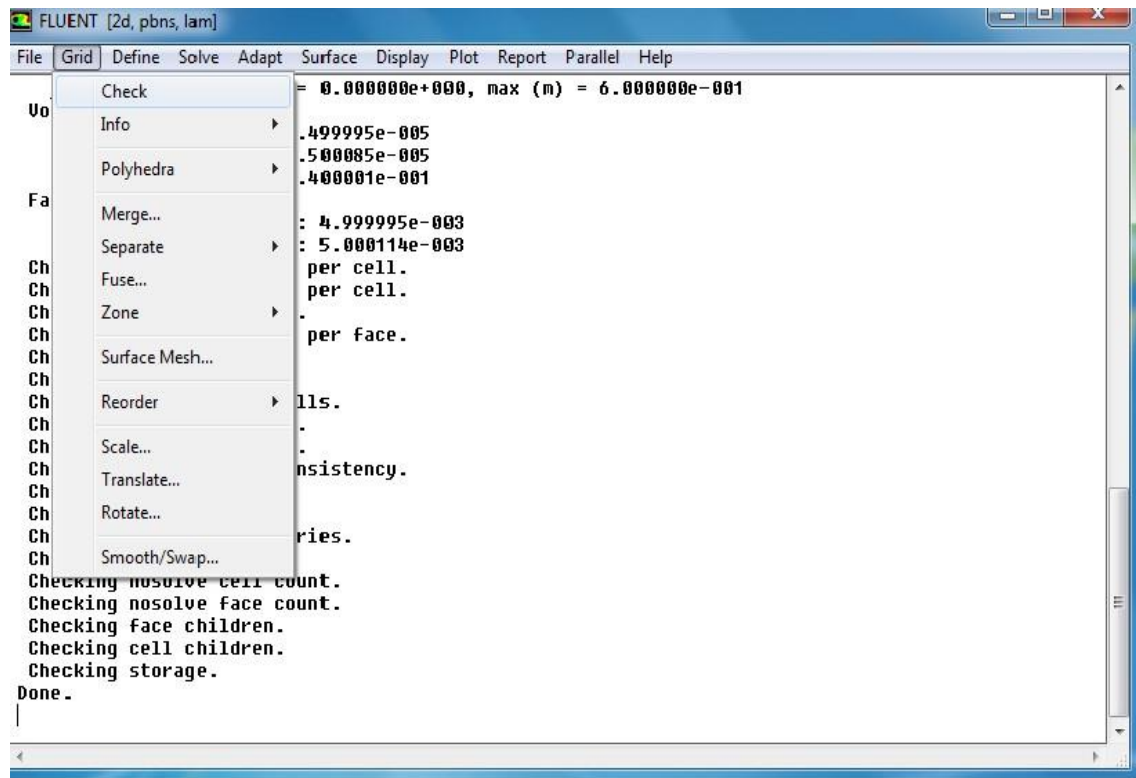 FLUENT [2d, pbns, lam]
File Grid Define Solve Adapt Surface Display Plot Report Parallel Help
Check
Info
Polyhedra
Merge...
Separate
Fuse...
Zone
Surface Mesh...
Reorder
Scale...
Translate...
Rotate...
Smooth/Swap...
= 0.000000e+000, max (m) = 6.000000e-001
Vo
.499995e-005
.500085e-005
.400001e-001
Fa
: 4.999995e-003
: 5.000114e-003
Ch per cell.
Ch per cell.
Ch .
Ch per face.
Ch
Ch
Ch lls.
Ch .
Ch .
Ch nsistency.
Ch
Ch
Ch ries.
Ch
Checking nosolve cell count.
Checking nosolve face count.
Checking face children.
Checking cell children.
Checking storage.
Done.